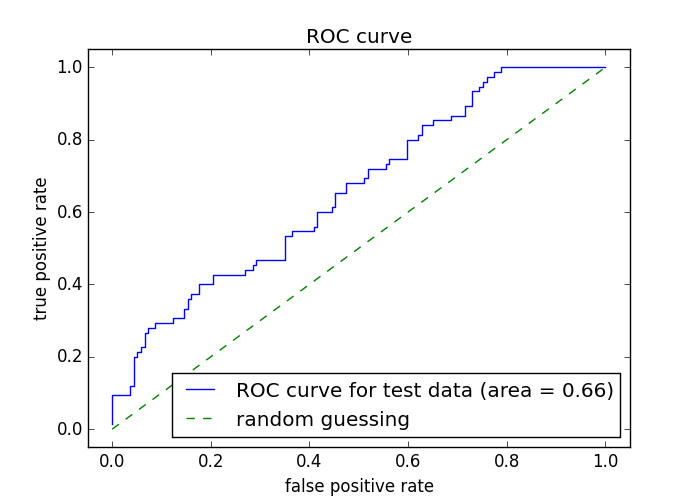 ROC curve
1.0
0.8
0.6
0.4
0.2
0.0
true positive rate
ROC curve for test data (area = 0.66)
random guessing
0.0 0.2 0.4 0.6 0.8 1.0
false positive rate